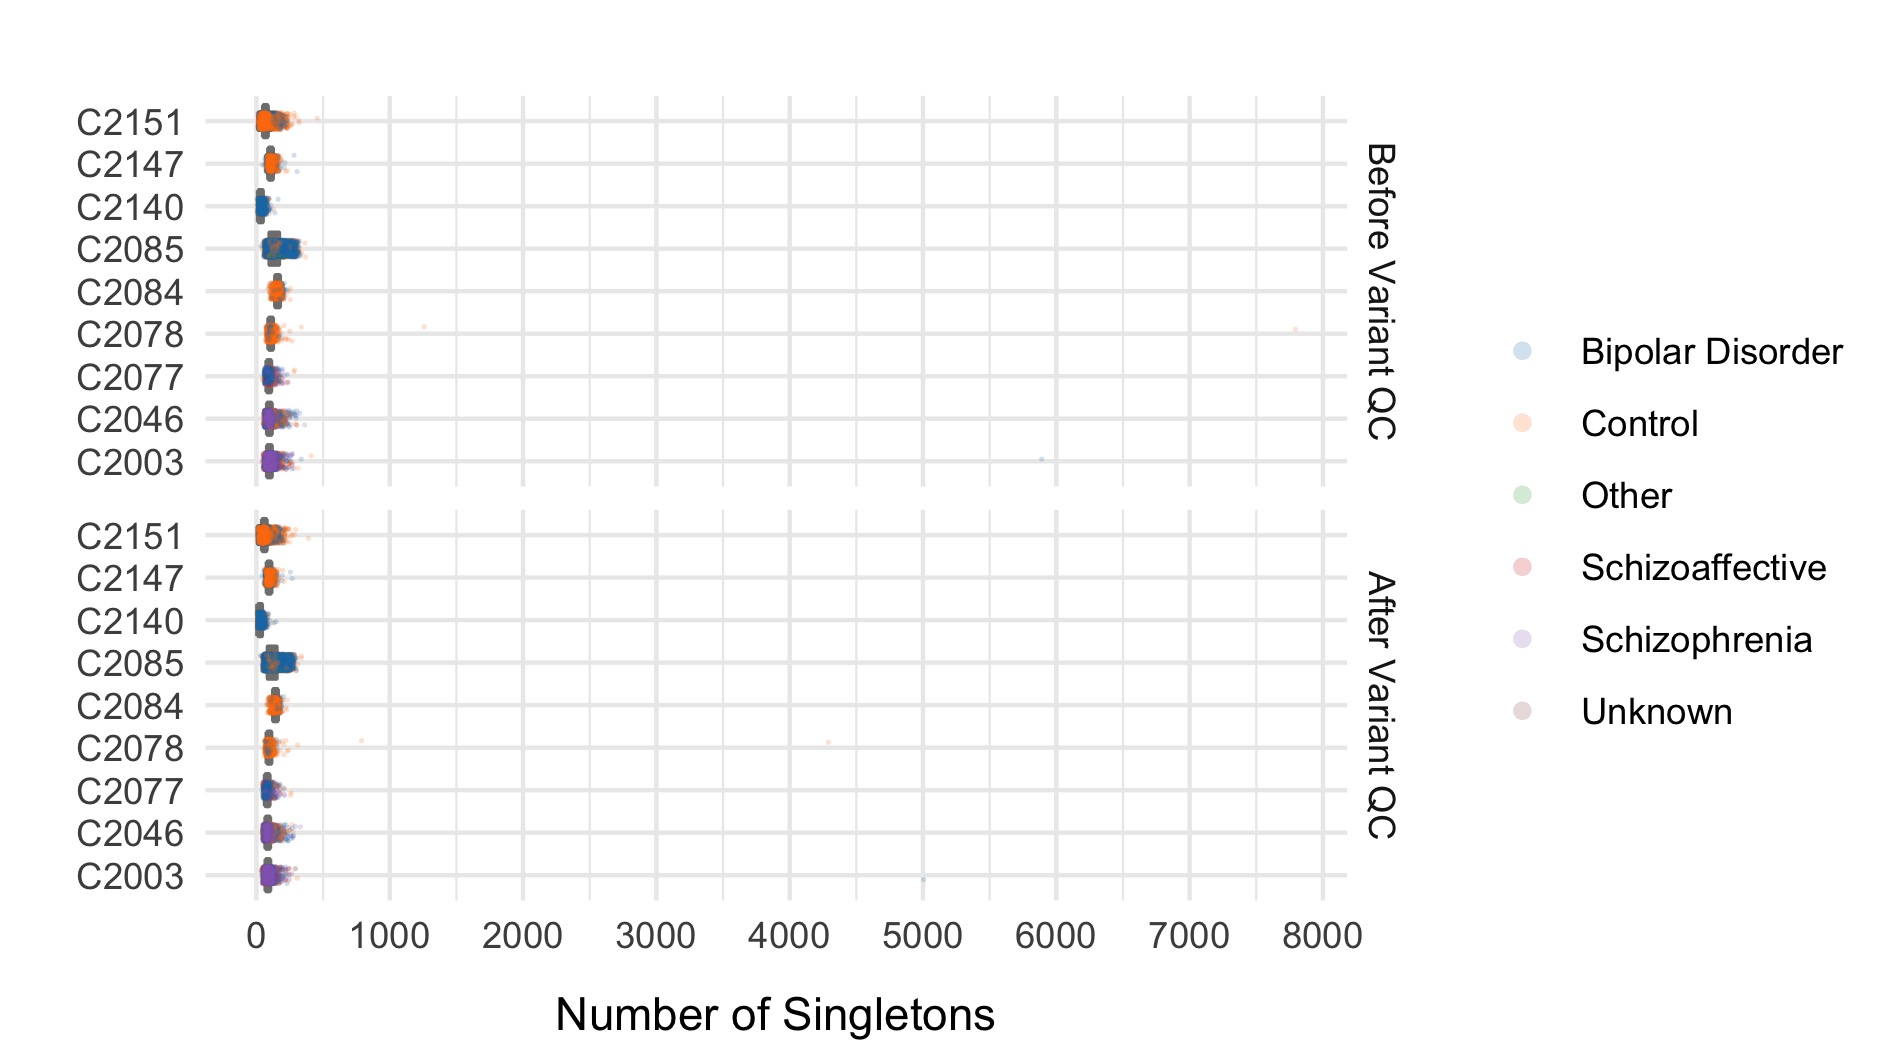 C2151
C2147
C2140
C2085
C2084
C2078
C2077
C2046
C2003
Before Variant QC
C2151
C2147
C2140
C2085
C2084
C2078
C2077
C2046
C2003
After Variant QC
0 1000 2000 3000 4000 5000 6000 7000 8000
Number of Singletons
Bipolar Disorder
Control
Other
Schizoaffective
Schizophrenia
Unknown